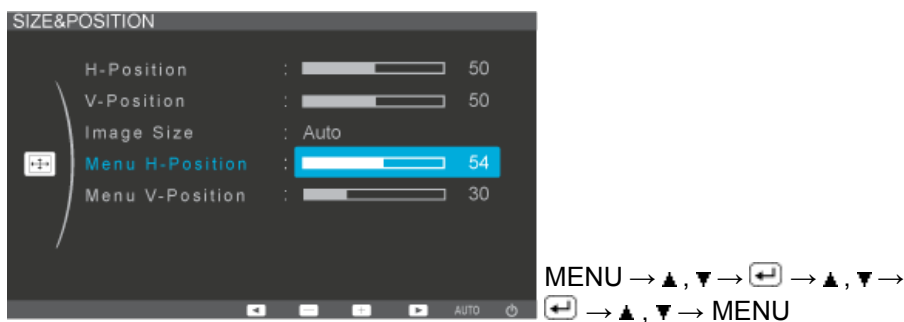 SIZE&POSITION
H-Position : 50
V-Position : 50
Image Size : Auto
Menu H-Position : 54
Menu V-Position : 30
AUTO
MENU → ▲ , ▼ → ↵ → ▲ , ▼ →
↵ → ▲ , ▼ → MENU